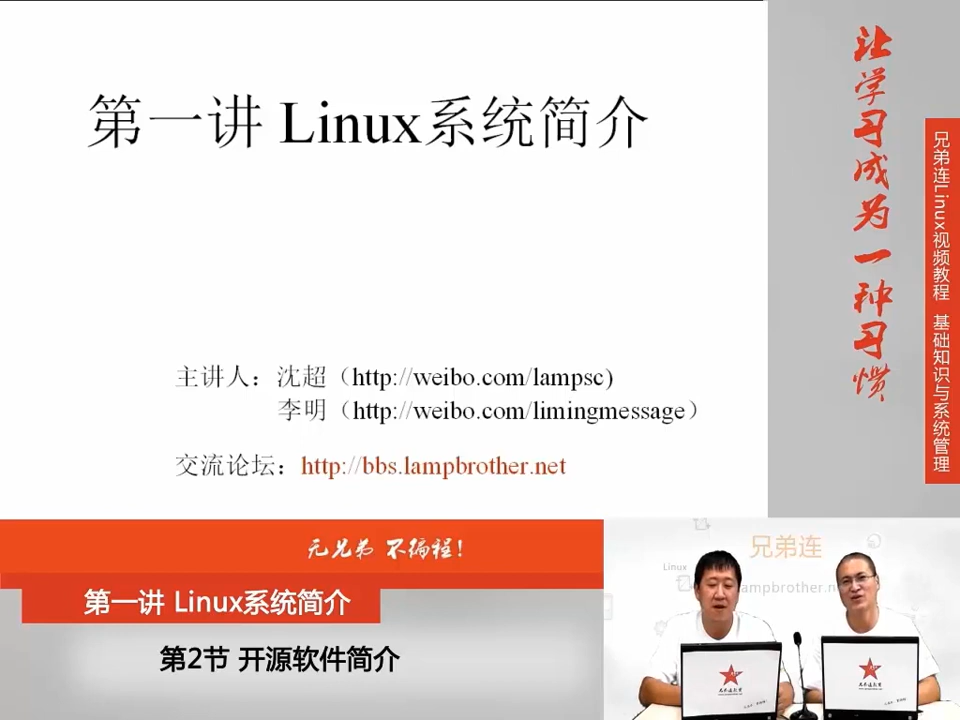 第一讲 Linux系统简介
主讲人：沈超（http://weibo.com/lampsc)
李明（http://weibo.com/limingmessage）
交流论坛：http://bbs.lampbrother.net
让学习成为一种习惯
兄弟连Linux视频教程 基础知识与系统管理
无兄弟 不编程！
第一讲 Linux系统简介
第2节 开源软件简介
兄弟连
Linux
lampbrother.n